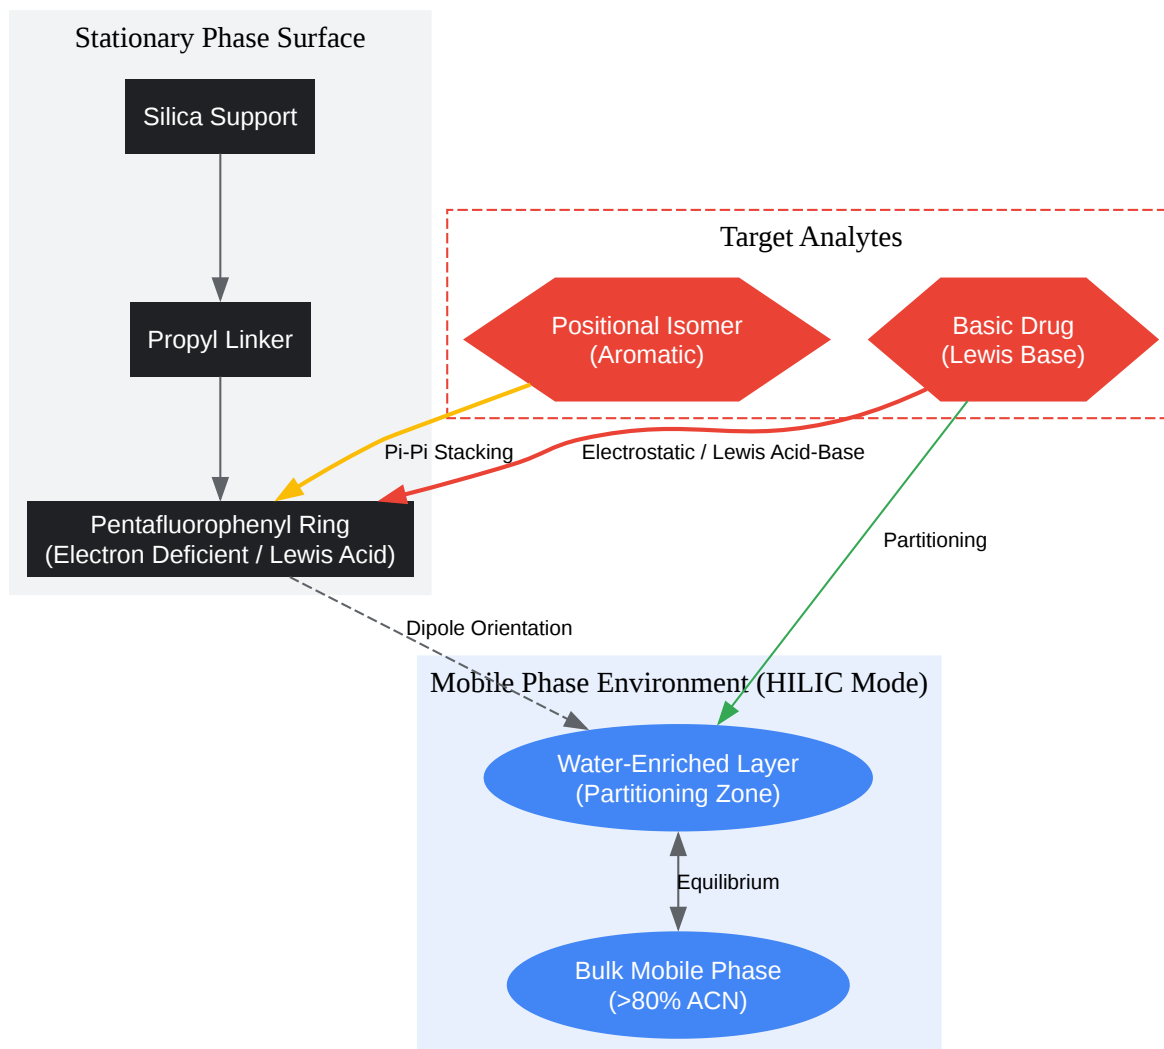 Stationary Phase Surface
Silica Support
Target Analytes
Positional Isomer
(Aromatic)
Basic Drug
(Lewis Base)
Propyl Linker
Pi-Pi Stacking
Electrostatic / Lewis Acid-Base
Pentafluorophenyl Ring
(Electron Deficient / Lewis Acid)
Partitioning
Dipole Orientation
Mobile Phase Environment (HILIC Mode)
Water-Enriched Layer
(Partitioning Zone)
Equilibrium
Bulk Mobile Phase
(>80% ACN)